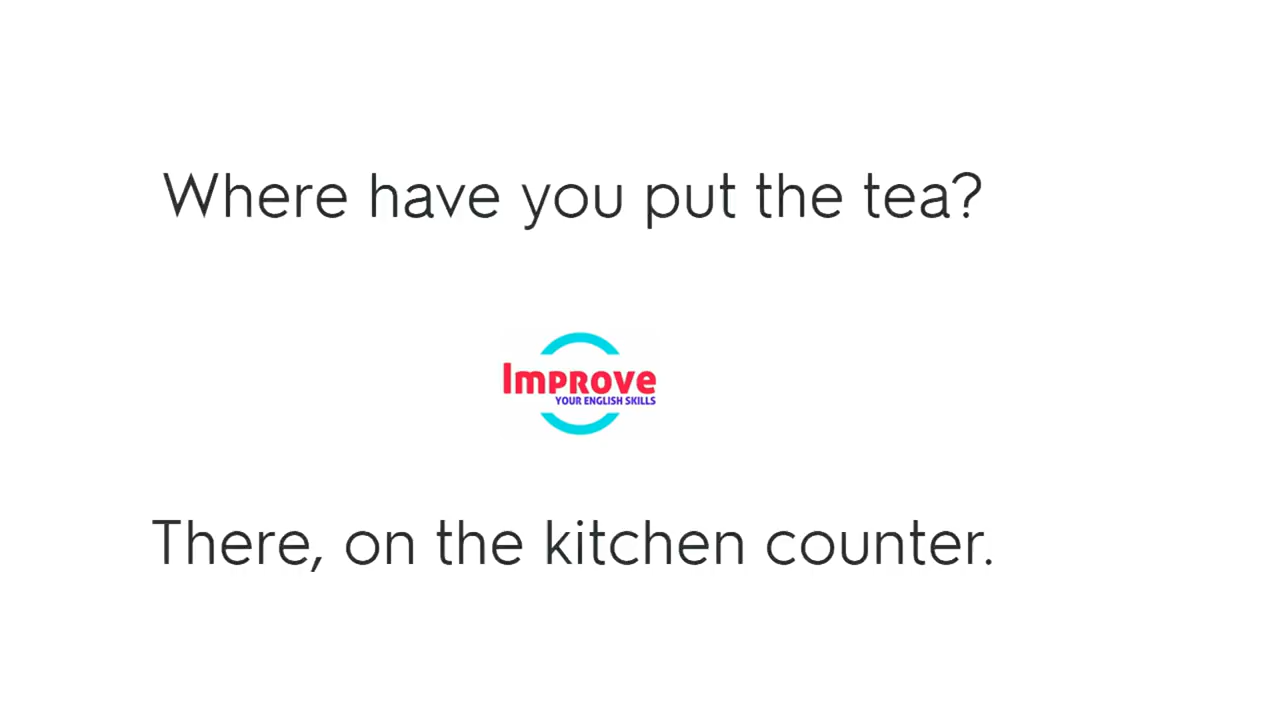 Where have you put the tea?
Improve
YOUR ENGLISH SKILLS
There, on the kitchen counter.